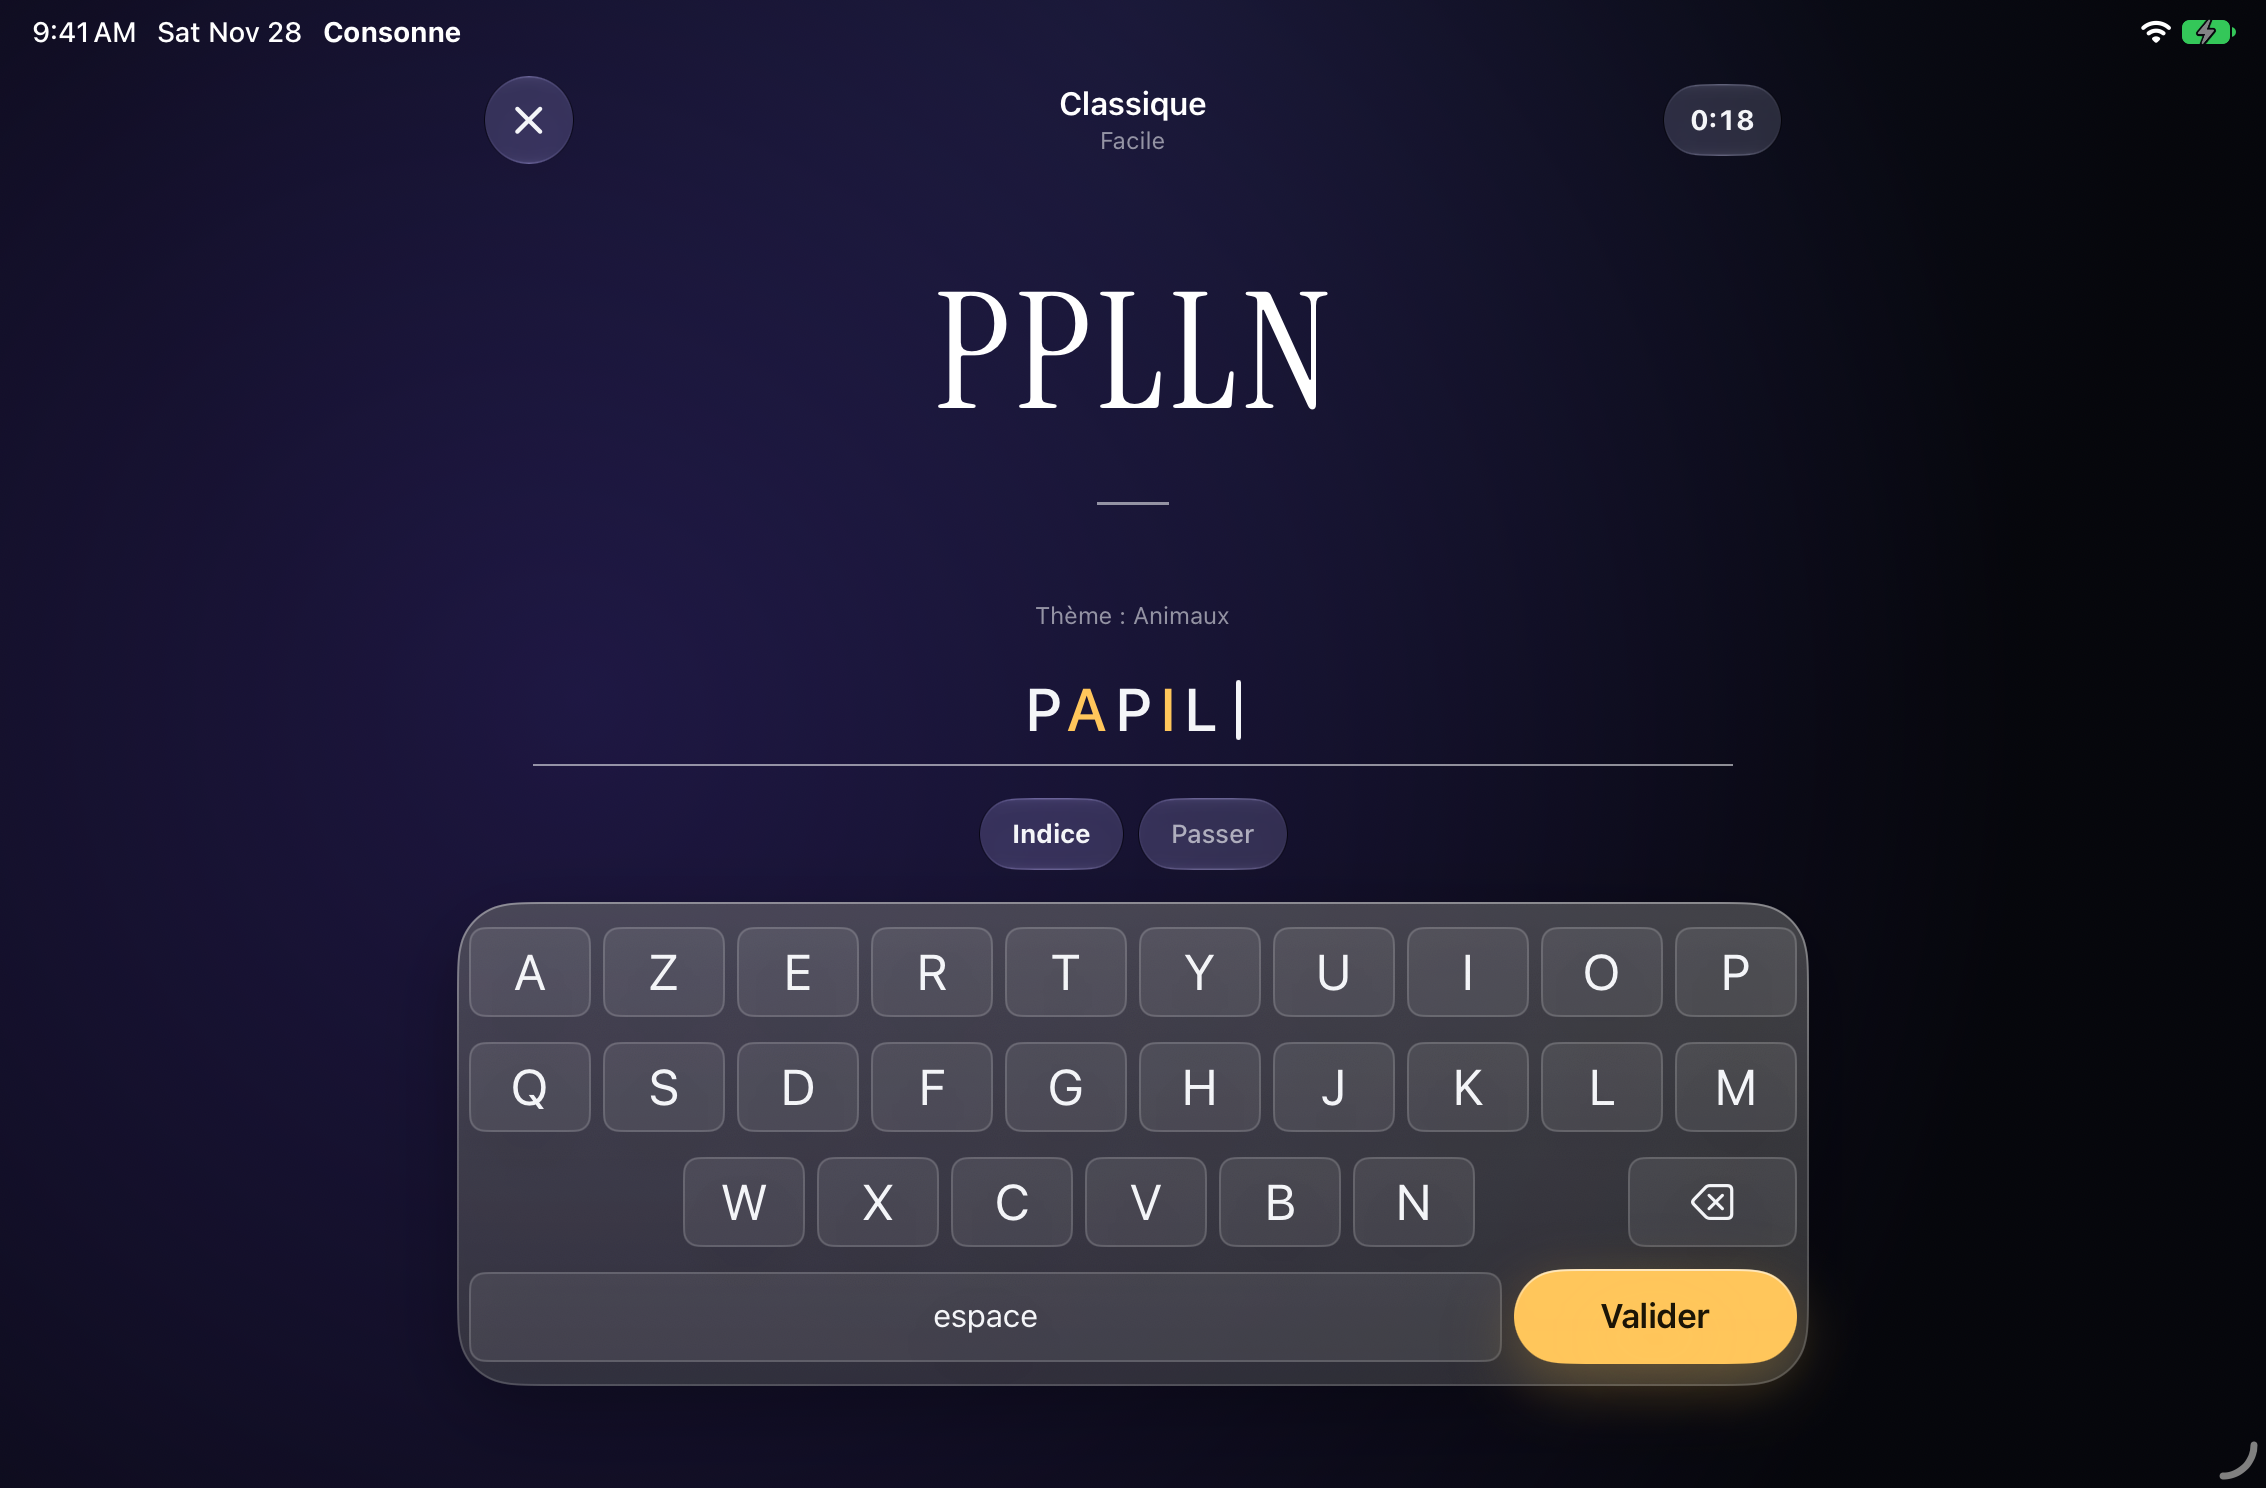 9:41 AM Sat Nov 28 Consonne
Classique
Facile
0:18
PPLLN
Thème : Animaux
PAPIL
Indice Passer
A Z E R T Y U I O P
Q S D F G H J K L M
W X C V B N
espace Valider